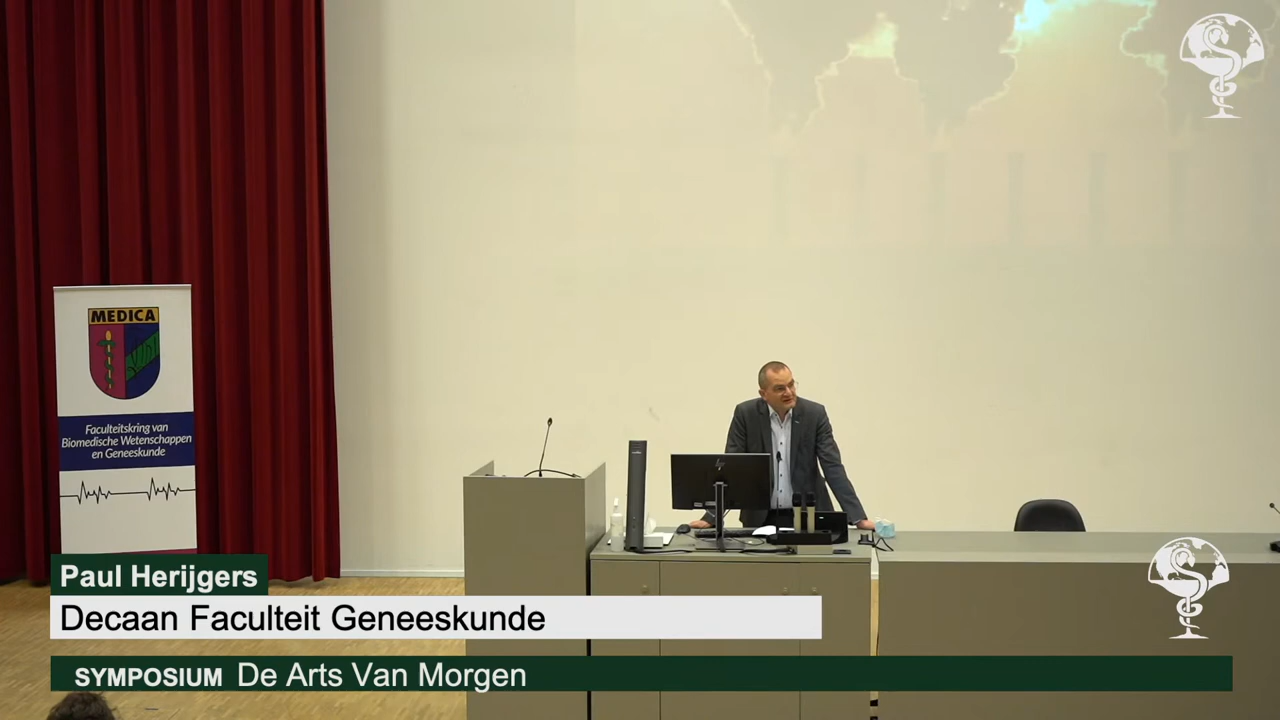 MEDICA
Faculteitskring van
Biomedische Wetenschappen
en Geneeskunde
Paul Herijgers
Decaan Faculteit Geneeskunde
SYMPOSIUM De Arts Van Morgen